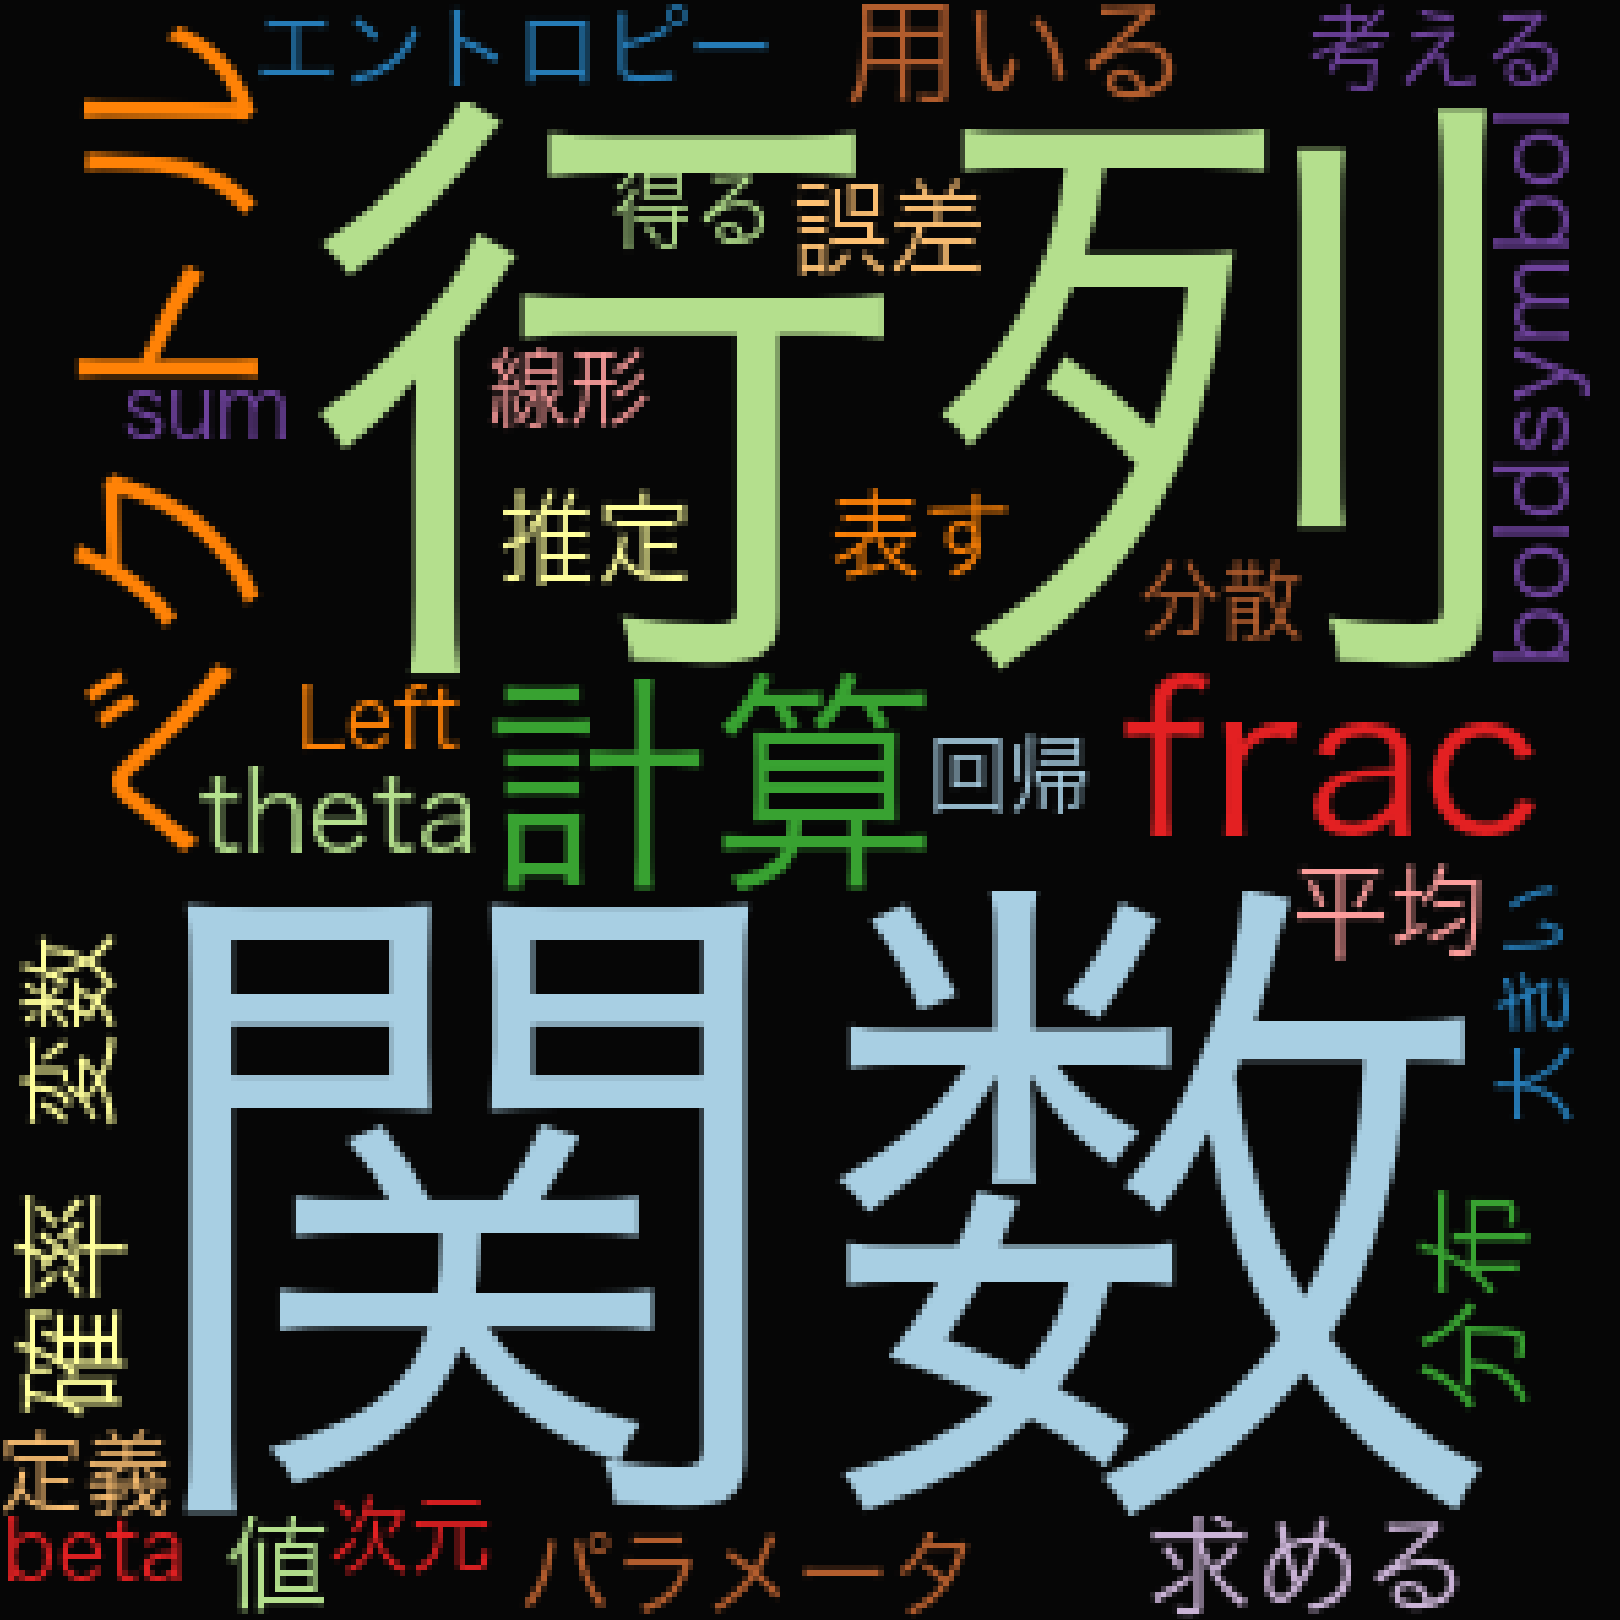 エントロピー
用いる
考える
ベクトル
行列
得る
誤差
boldsymbol
sum
線形
推定
表す
分散
Left
theta
計算
回帰
frac
平均
大きい
関数
変数
確率
分布
定義
beta
値
次元
パラメータ
求める